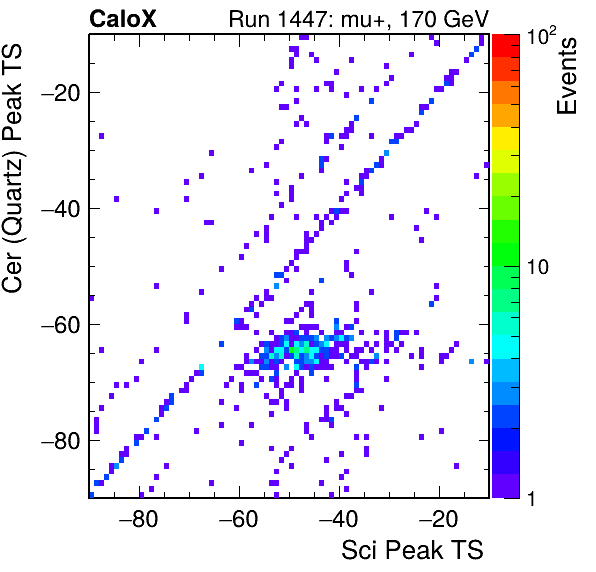 CaloX Run 1447: mu+, 170 GeV
Cer (Quartz) Peak TS
−20
−40
−60
−80
−80 −60 −40 −20
Sci Peak TS
10²
10
1
Events